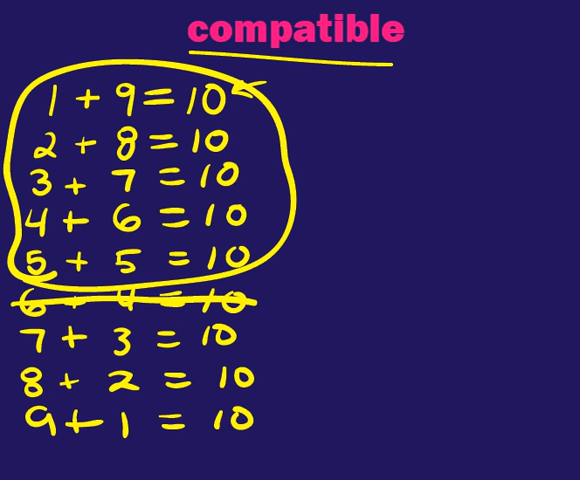 compatible
1 + 9 = 10
2 + 8 = 10
3 + 7 = 10
4 + 6 = 10
5 + 5 = 10
6 + 4 = 10
7 + 3 = 10
8 + 2 = 10
9 + 1 = 10